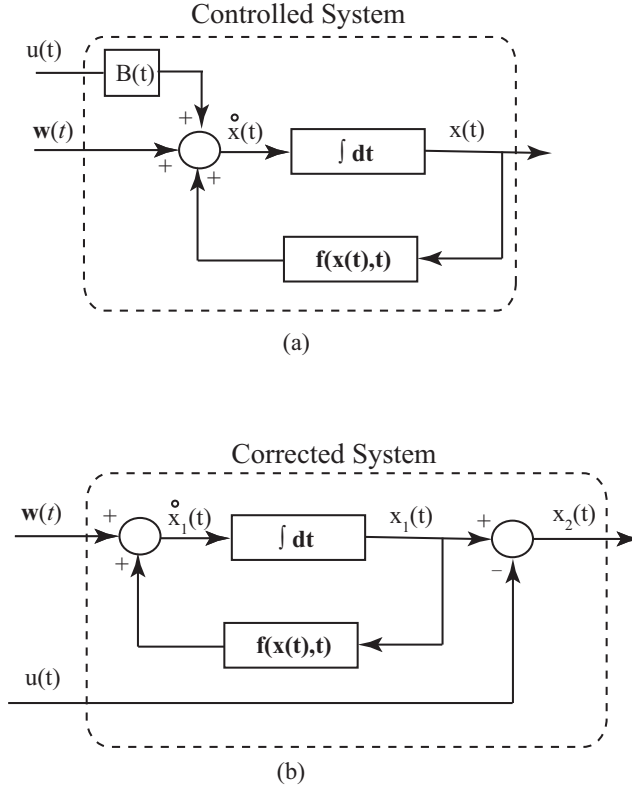 Controlled System
u(t)
B(t)
+
w(t)
x̊(t)
∫ dt
x(t)
+
+
f(x(t),t)
(a)
Corrected System
w(t)
+
x̊₁(t)
∫ dt
x₁(t)
+
x₂(t)
+
−
f(x(t),t)
u(t)
(b)